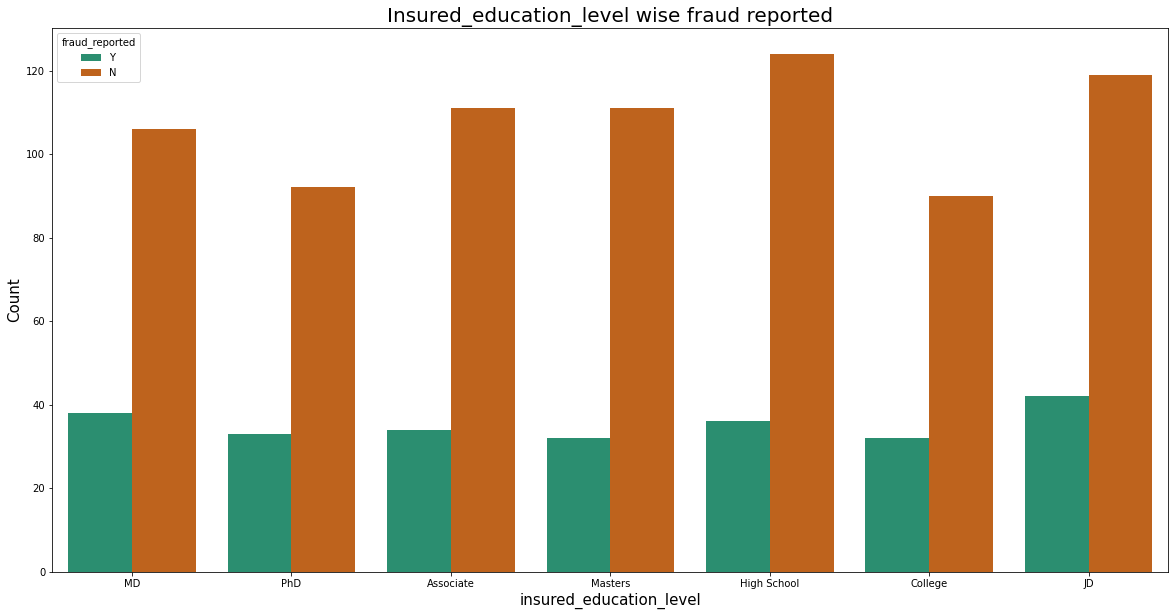 Insured_education_level wise fraud reported
fraud_reported
Y
N
120
100
80
60
40
20
0
Count
MD PhD Associate Masters High School College JD
insured_education_level